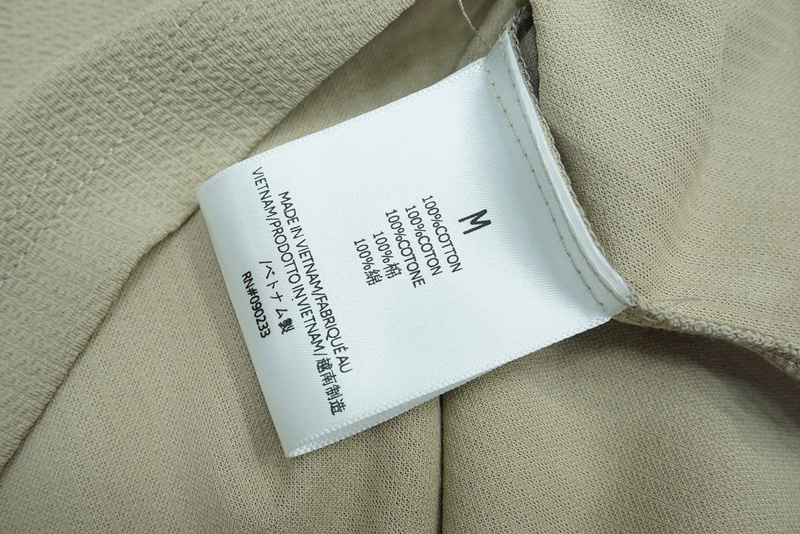 M
100%COTTON
100%COTON
100%COTONE
100%棉
100%綿
MADE IN VIETNAM/FABRIQUÉ AU
VIETNAM/PRODOTTO IN VIETNAM/越南制造
/ベトナム製
RN#090233